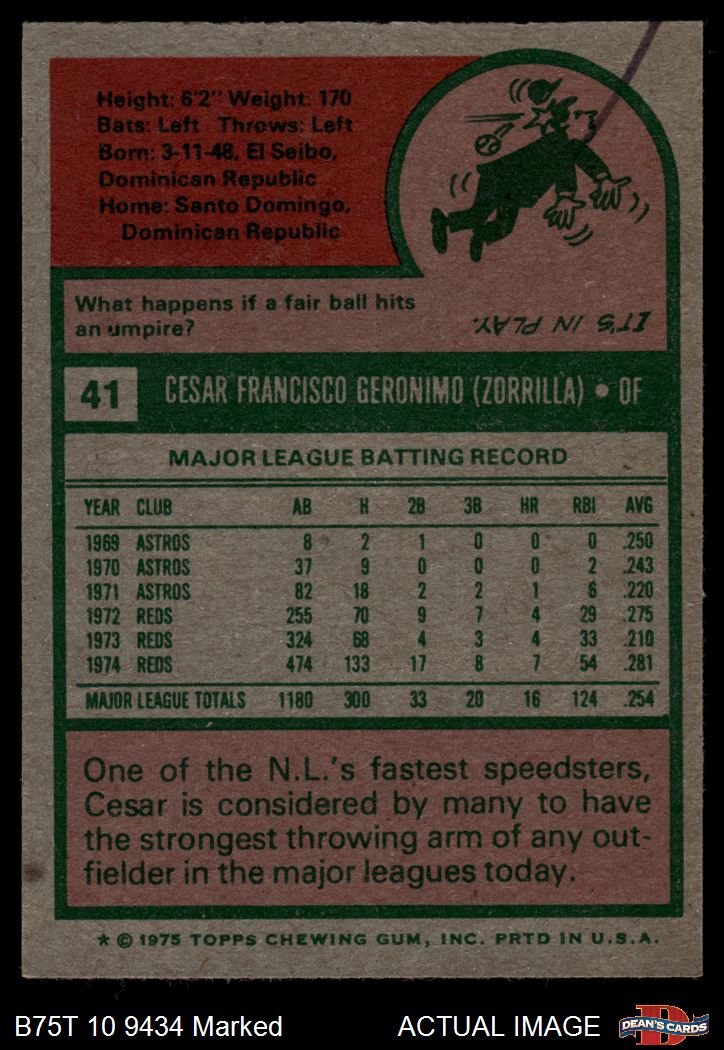 Height: 6'2" Weight: 170
Bats: Left Throws: Left
Born: 3-11-48, El Seibo,
Dominican Republic
Home: Santo Domingo,
Dominican Republic
What happens if a fair ball hits
an umpire?
IT'S IN PLAY.
41 CESAR FRANCISCO GERONIMO (ZORRILLA) • OF
MAJOR LEAGUE BATTING RECORD
YEAR CLUB AB H 2B 3B HR RBI AVG
1969 ASTROS 8 2 1 0 0 0 .250
1970 ASTROS 37 9 0 0 0 2 .243
1971 ASTROS 82 18 2 2 1 6 .220
1972 REDS 255 70 9 7 4 29 .275
1973 REDS 324 68 4 3 4 33 .210
1974 REDS 474 133 17 8 7 54 .281
MAJOR LEAGUE TOTALS 1180 300 33 20 16 124 .254
One of the N.L.'s fastest speedsters,
Cesar is considered by many to have
the strongest throwing arm of any out-
fielder in the major leagues today.
* © 1975 TOPPS CHEWING GUM, INC. PRTD IN U.S.A.
B75T 10 9434 Marked ACTUAL IMAGE
D
DEAN'S CARDS